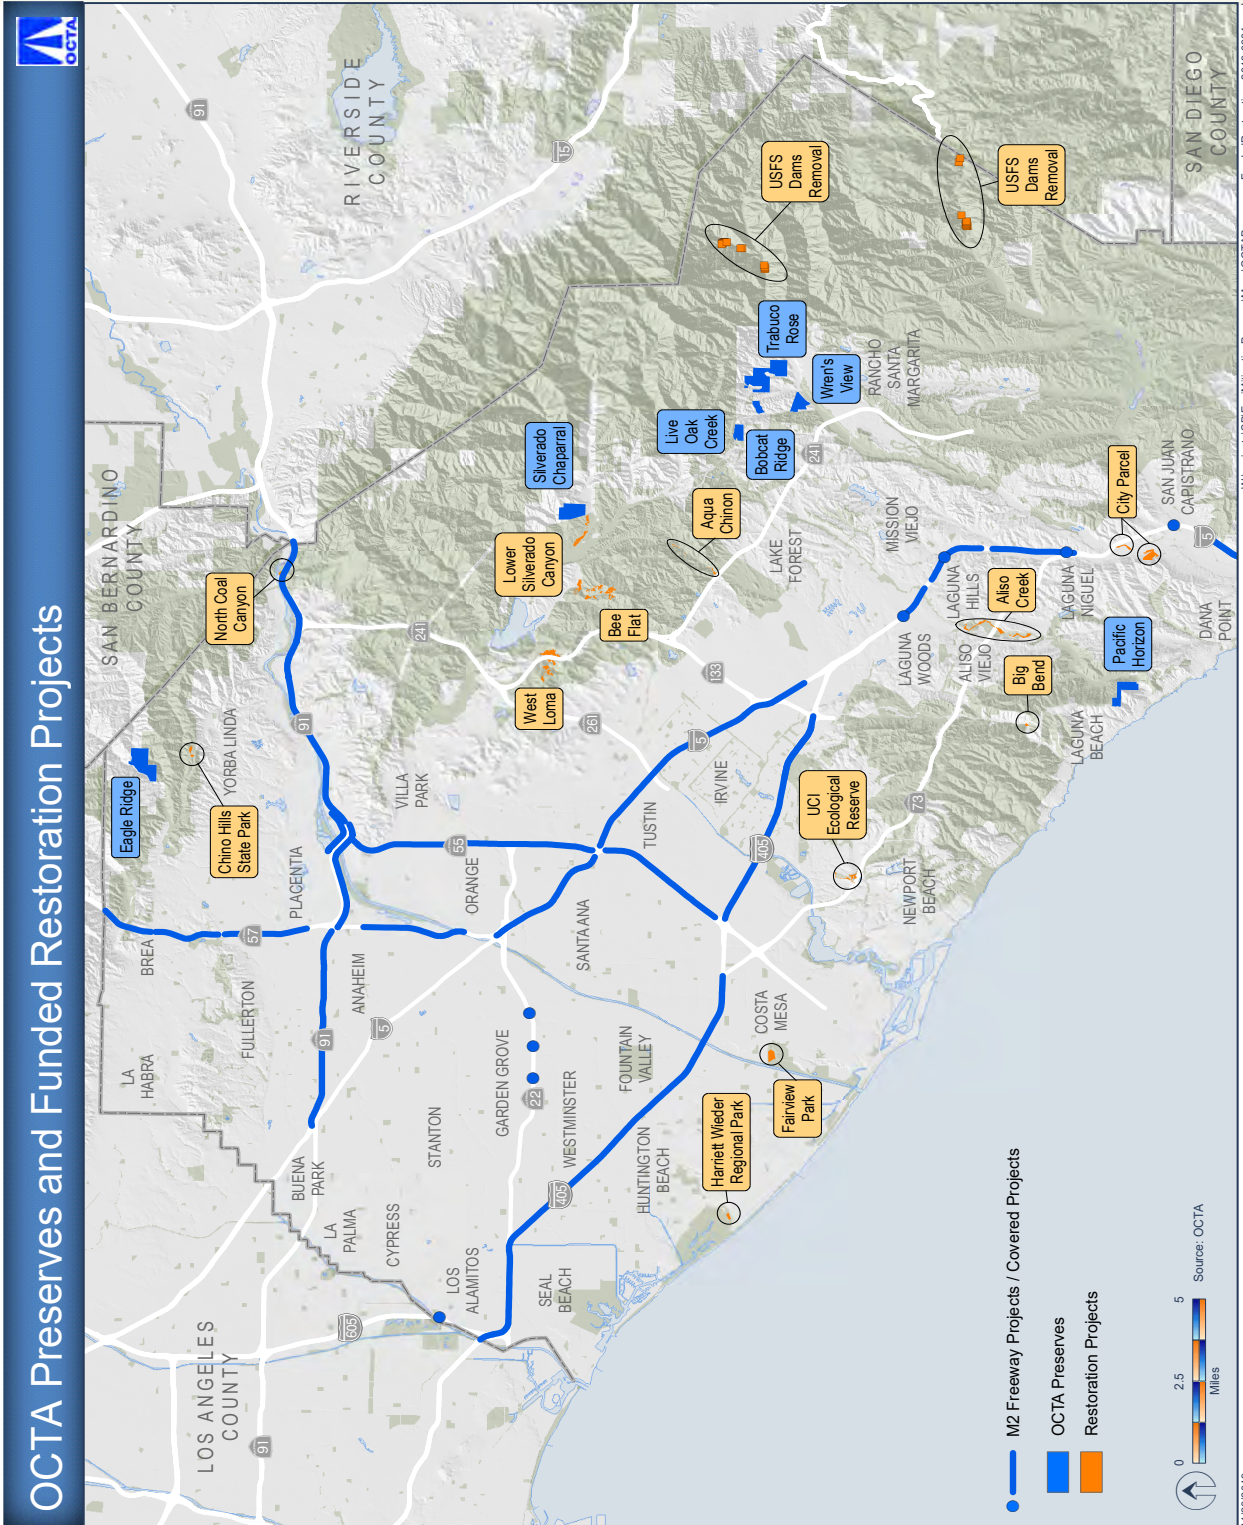 OCTA Preserves and Funded Restoration Projects
OCTA
LOS ANGELES
COUNTY
SAN BERNARDINO
COUNTY
RIVERSIDE
COUNTY
SAN DIEGO
COUNTY
91
605
91
57
91
91
15
5
55
241
22
405
261
133
5
405
73
241
5
LA
HABRA
BREA
FULLERTON
PLACENTIA
YORBA LINDA
BUENA
PARK
ANAHEIM
LA
PALMA
CYPRESS
STANTON
VILLA
PARK
ORANGE
LOS
ALAMITOS
GARDEN GROVE
WESTMINSTER
SEAL
BEACH
SANTA ANA
FOUNTAIN
VALLEY
HUNTINGTON
BEACH
TUSTIN
IRVINE
COSTA
MESA
NEWPORT
BEACH
LAKE
FOREST
MISSION
VIEJO
RANCHO
SANTA
MARGARITA
LAGUNA
WOODS
LAGUNA
HILLS
ALISO
VIEJO
LAGUNA
NIGUEL
LAGUNA
BEACH
SAN JUAN
CAPISTRANO
DANA
POINT
Eagle Ridge
Chino Hills
State Park
North Coal
Canyon
Silverado
Chaparral
Lower
Silverado
Canyon
West
Loma
Bee
Flat
Aqua
Chinon
Live
Oak
Creek
Bobcat
Ridge
Trabuco
Rose
Wren's
View
USFS
Dams
Removal
USFS
Dams
Removal
Harriett Wieder
Regional Park
Fairview
Park
UCI
Ecological
Reserve
Big
Bend
Aliso
Creek
Pacific
Horizon
City Parcel
M2 Freeway Projects / Covered Projects
OCTA Preserves
Restoration Projects
0 2.5 5
Miles
Source: OCTA